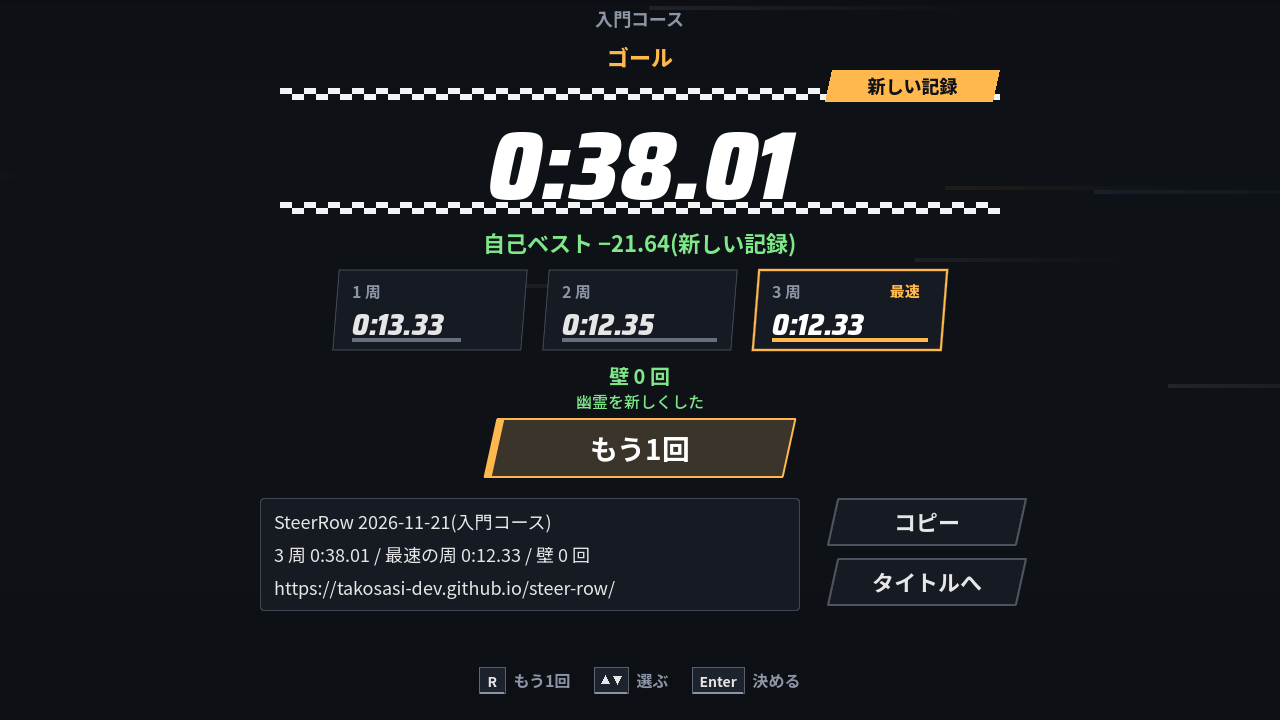 入門コース
ゴール
新しい記録
0:38.01
自己ベスト −21.64(新しい記録)
1 周
0:13.33
2 周
0:12.35
3 周 最速
0:12.33
壁 0 回
幽霊を新しくした
もう1回
SteerRow 2026-11-21(入門コース)
3 周 0:38.01 / 最速の周 0:12.33 / 壁 0 回
https://takosasi-dev.github.io/steer-row/
コピー
タイトルへ
R もう1回 ▲▼ 選ぶ Enter 決める